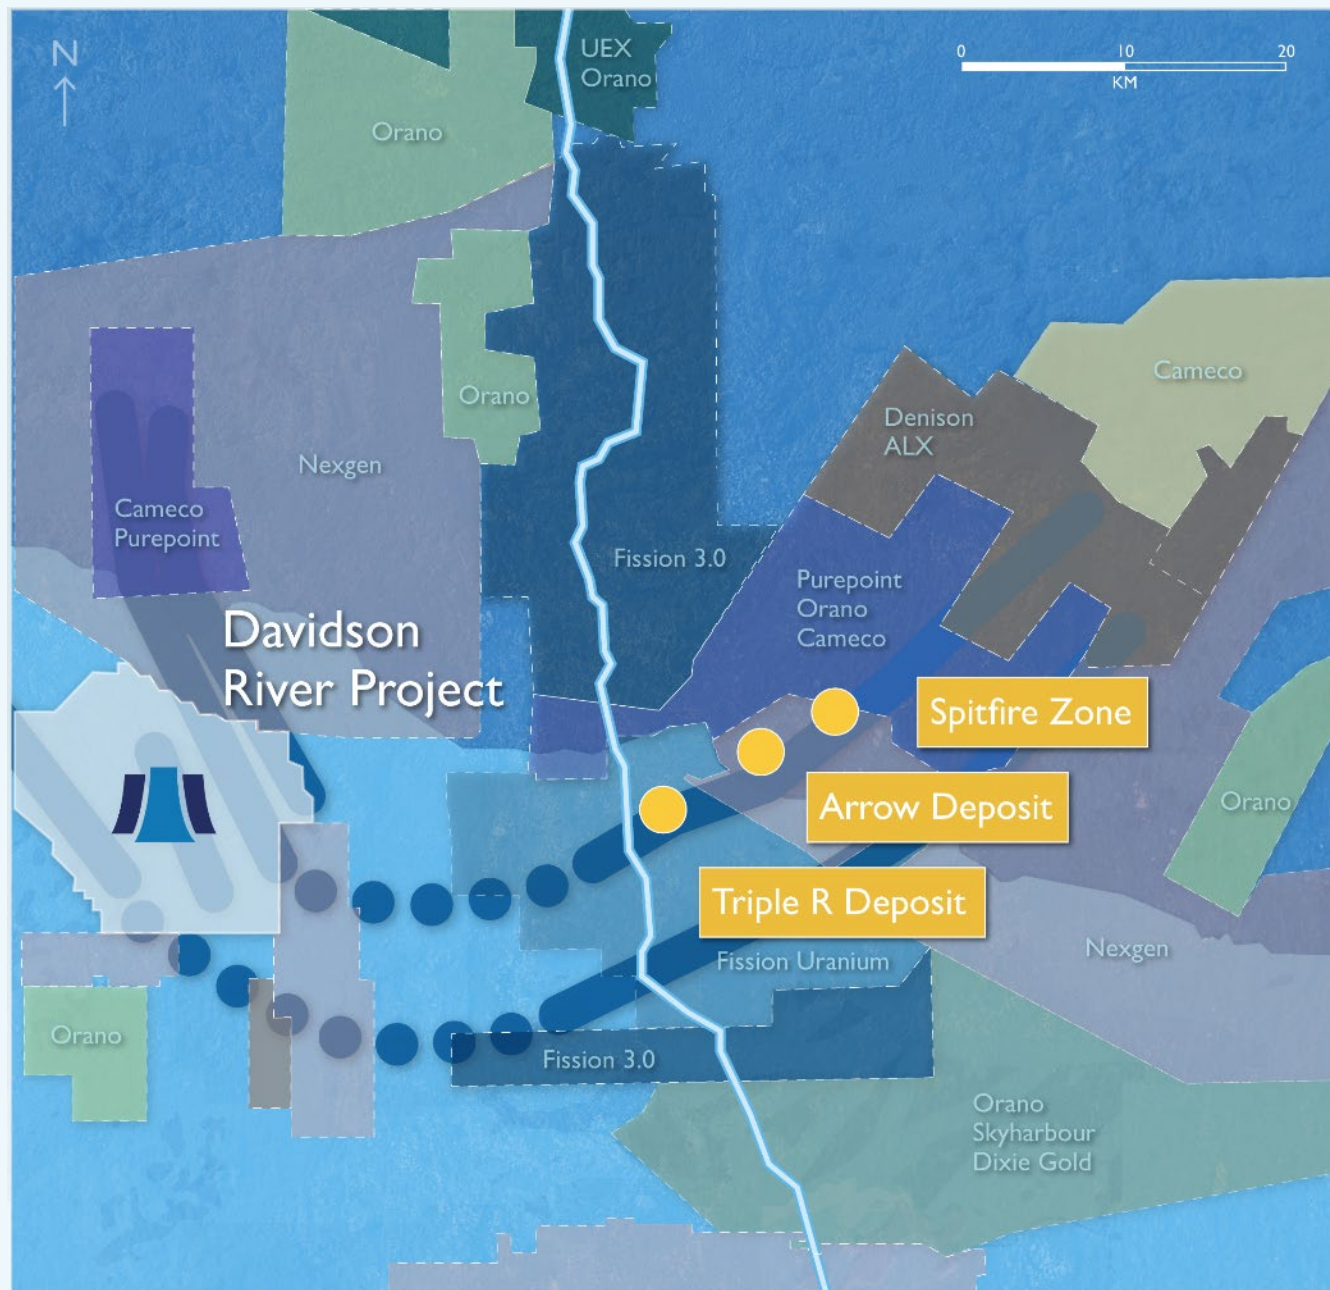 N
UEX
Orano
0 10 20
KM
Orano
Cameco
Orano
Denison
ALX
Nexgen
Cameco
Purepoint
Fission 3.0
Purepoint
Orano
Cameco
Davidson
River Project
Spitfire Zone
Arrow Deposit
Orano
Triple R Deposit
Nexgen
Fission Uranium
Orano
Fission 3.0
Orano
Skyharbour
Dixie Gold